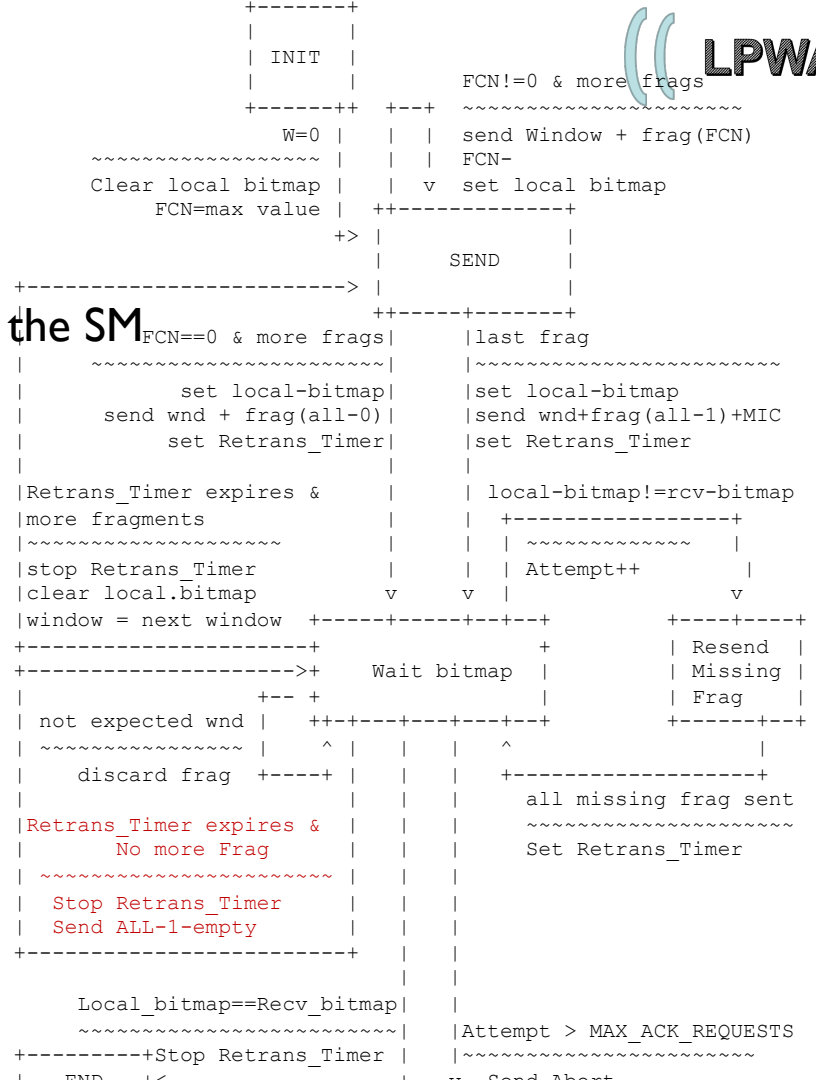 INIT
LPWA
FCN!=0 & more frags
~~~~~~~~~~~~~~~~~~~~~~
W=0 send Window + frag(FCN)
~~~~~~~~~~~~~~~~~~ FCN-
Clear local bitmap set local bitmap
FCN=max value
SEND
the SM
FCN==0 & more frags last frag
~~~~~~~~~~~~~~~~~~~~~~~ ~~~~~~~~~~~~~~~~~~~~~~~~
set local-bitmap set local-bitmap
send wnd + frag(all-0) send wnd+frag(all-1)+MIC
set Retrans_Timer set Retrans_Timer
Retrans_Timer expires & local-bitmap!=rcv-bitmap
more fragments
~~~~~~~~~~~~~~~~~~~~ ~~~~~~~~~~~~~
stop Retrans_Timer Attempt++
clear local.bitmap
window = next window
Resend
Wait bitmap Missing
Frag
not expected wnd
~~~~~~~~~~~~~~~~
discard frag
all missing frag sent
Retrans_Timer expires & ~~~~~~~~~~~~~~~~~~~~~
No more Frag Set Retrans_Timer
~~~~~~~~~~~~~~~~~~~~~~~
Stop Retrans_Timer
Send ALL-1-empty
Local_bitmap==Recv_bitmap
~~~~~~~~~~~~~~~~~~~~~~~~~ Attempt > MAX_ACK_REQUESTS
Stop Retrans_Timer ~~~~~~~~~~~~~~~~~~~~~~~
END Send Abort